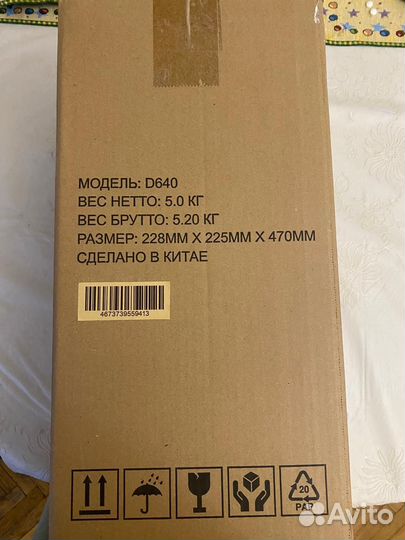 МОДЕЛЬ: D640
ВЕС НЕТТО: 5.0 КГ
ВЕС БРУТТО: 5.20 КГ
РАЗМЕР: 228ММ X 225ММ X 470ММ
СДЕЛАНО В КИТАЕ
4673739559413
20
PAP
Avito